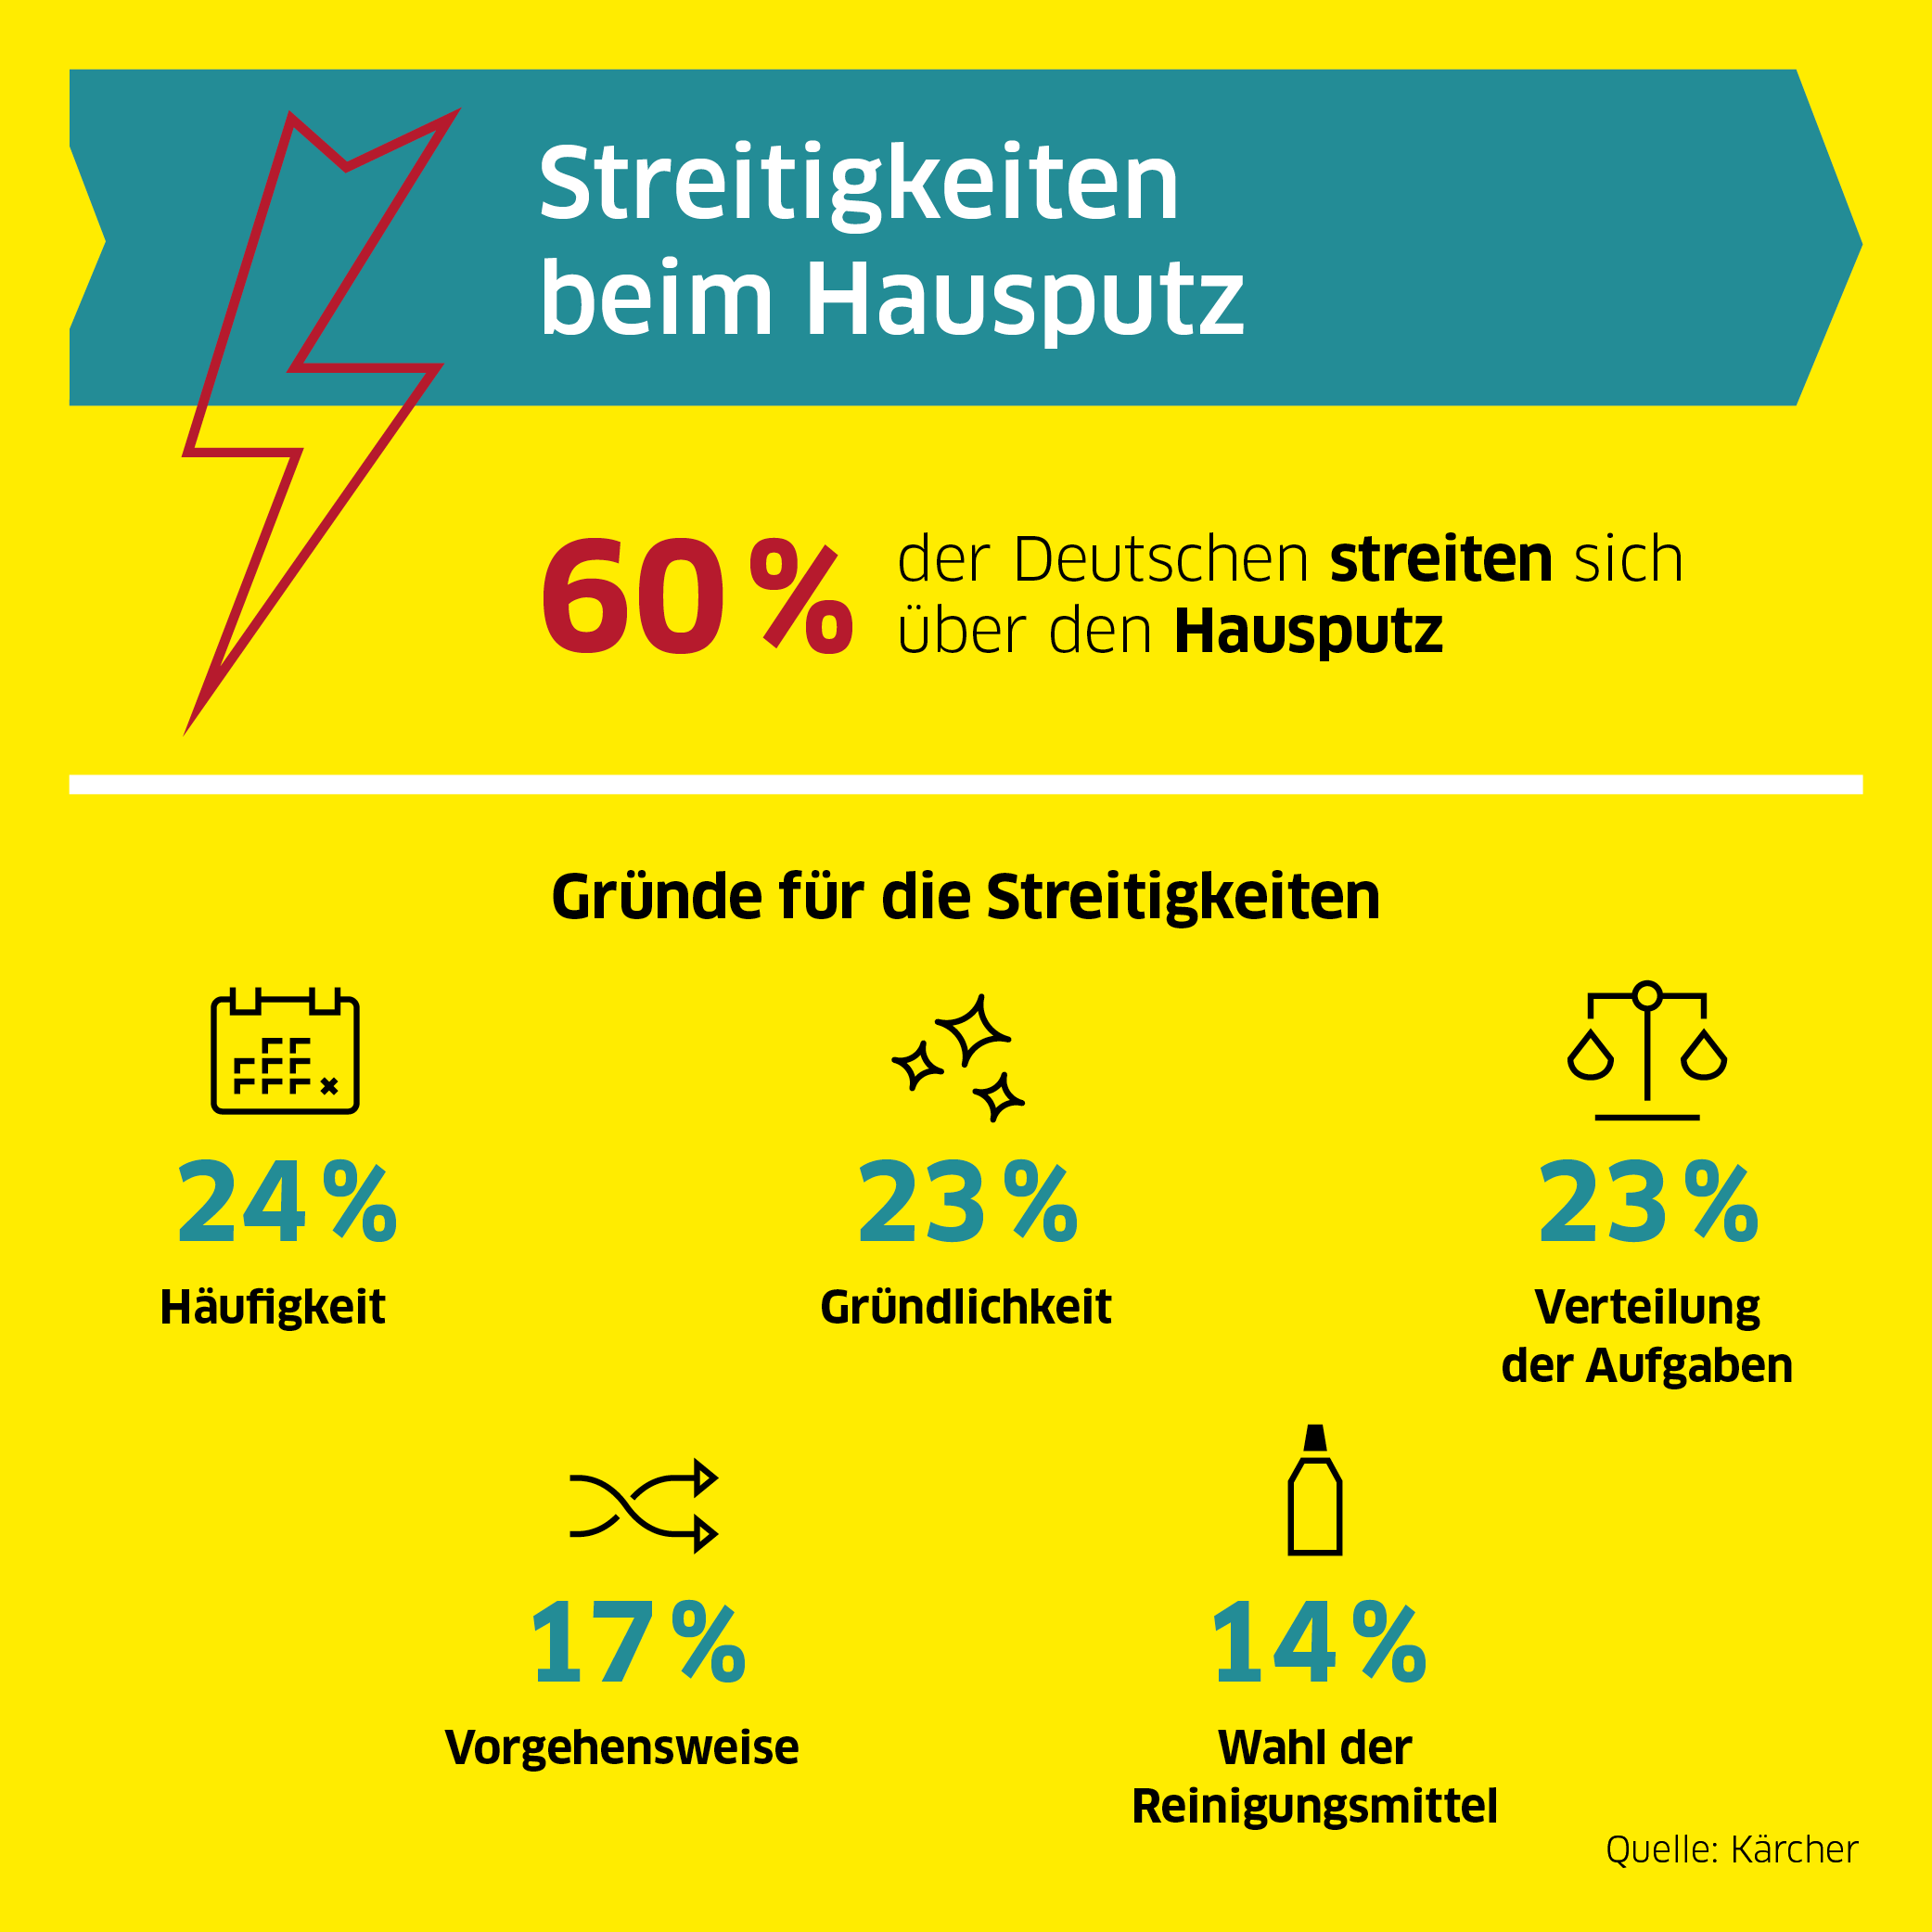 Streitigkeiten
beim Hausputz
60 % der Deutschen streiten sich
über den Hausputz
Gründe für die Streitigkeiten
24 %
Häufigkeit
23 %
Gründlichkeit
23 %
Verteilung
der Aufgaben
17 %
Vorgehensweise
14 %
Wahl der
Reinigungsmittel
Quelle: Kärcher